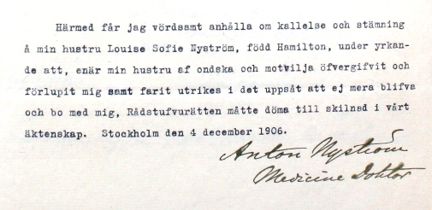 Härmed får jag vördsamt anhålla om kallelse och stämning
å min hustru Louise Sofie Nyström, född Hamilton, under yrkan-
de att, enär min hustru af ondska och motvilja öfvergifvit och
förlupit mig samt farit utrikes i det uppsåt att ej mera blifva
och bo med mig, Rådstufvurätten måtte döma till skilnad i vårt
äktenskap. Stockholm den 4 december 1906.
Anton Nyström
Medicine Doktor